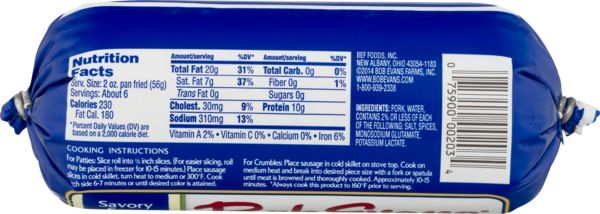 Nutrition
Facts
Serv. Size: 2 oz. pan fried (56g)
Servings: About 6
Calories 230
Fat Cal. 180
*Percent Daily Values (DV) are
based on a 2,000 calorie diet.
Amount/serving %DV*
Total Fat 20g 31%
Sat. Fat 7g 37%
Trans Fat 0g
Cholest. 30mg 9%
Sodium 310mg 13%
Amount/serving %DV*
Total Carb. 0g 0%
Fiber 0g 1%
Sugars 0g
Protein 10g
Vitamin A 2% • Vitamin C 0% • Calcium 0% • Iron 6%
BEF FOODS, INC.
NEW ALBANY, OHIO 43054-1183
©2014 BOB EVANS FARMS, INC.
WWW.BOBEVANS.COM
1-800-939-2338
INGREDIENTS: PORK, WATER,
CONTAINS 2% OR LESS OF EACH
OF THE FOLLOWING: SALT, SPICES,
MONOSODIUM GLUTAMATE,
POTASSIUM LACTATE.
0 75900 00203 4
COOKING INSTRUCTIONS
For Patties: Slice roll into ½ inch slices. (For easier slicing, roll
may be placed in freezer for 10-15 minutes.) Place sausage
slices in cold skillet, turn heat to medium or 300°F. Cook
each side 6-7 minutes or until desired color is attained.
For Crumbles: Place sausage in cold skillet on stove top. Cook on
medium heat and break into desired piece size with a fork or spatula
until meat is browned and thoroughly cooked. Approximately 10-15
minutes. *Always cook this product to 160°F prior to serving.
Savory